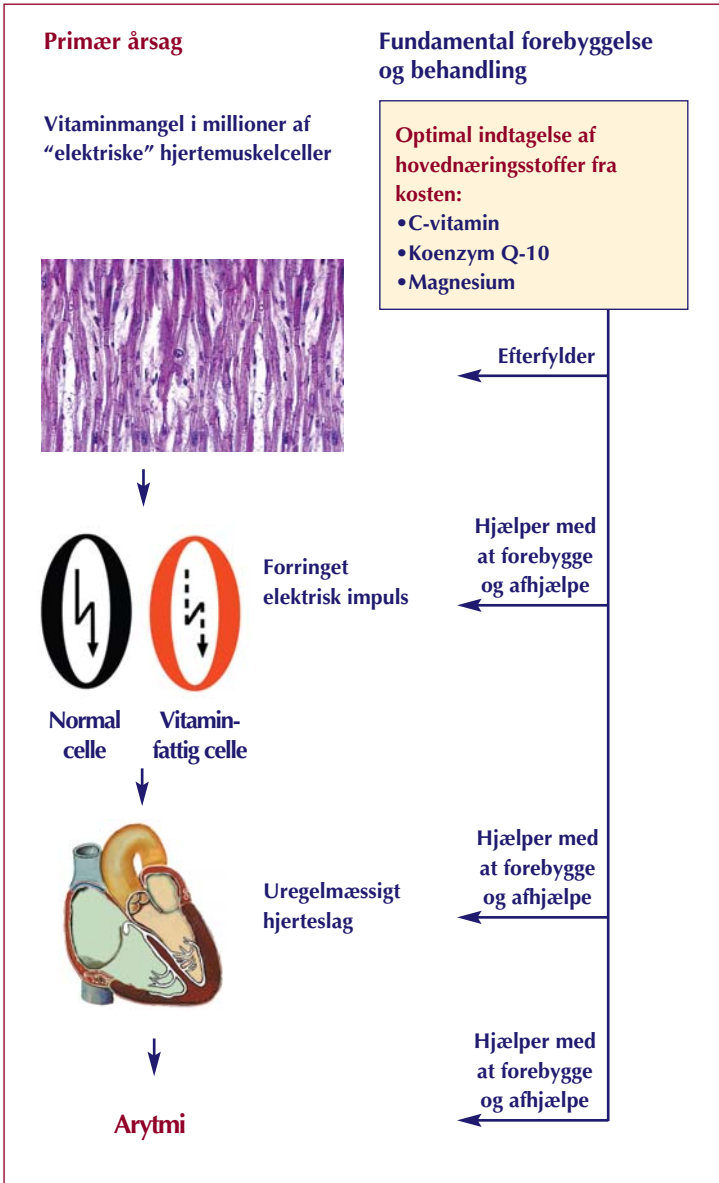 Primær årsag
Fundamental forebyggelse
og behandling
Vitaminmangel i millioner af
“elektriske” hjertemuskelceller
Optimal indtagelse af
hovednæringsstoffer fra
kosten:
•C-vitamin
•Koenzym Q-10
•Magnesium
Efterfylder
Hjælper med
at forebygge
og afhjælpe
Forringet
elektrisk impuls
Normal
celle
Vitamin-
fattig celle
Hjælper med
at forebygge
og afhjælpe
Uregelmæssigt
hjerteslag
Hjælper med
at forebygge
og afhjælpe
Arytmi